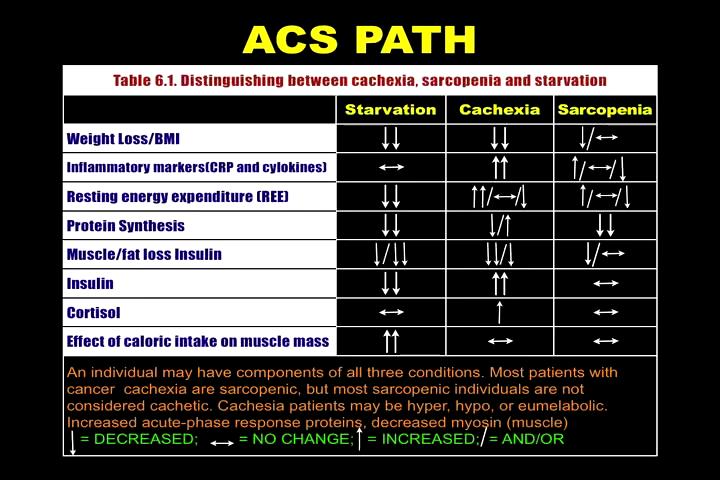 ACS PATH
Table 6.1. Distinguishing between cachexia, sarcopenia and starvation
Starvation Cachexia Sarcopenia
Weight Loss/BMI ↓↓ ↓↓ ↓/↔
Inflammatory markers(CRP and cylokines) ↔ ↑↑ ↑/↔/↓
Resting energy expenditure (REE) ↓↓ ↑↑/↔/↓ ↑/↔/↓
Protein Synthesis ↓↓ ↓/↑ ↓↓
Muscle/fat loss Insulin ↓/↓↓ ↓↓/↓ ↓/↔
Insulin ↓↓ ↑↑ ↔
Cortisol ↔ ↑ ↔
Effect of caloric intake on muscle mass ↑↑ ↔ ↔
An individual may have components of all three conditions. Most patients with
cancer cachexia are sarcopenic, but most sarcopenic individuals are not
considered cachetic. Cachesia patients may be hyper, hypo, or eumelabolic.
Increased acute-phase response proteins, decreased myosin (muscle)
↓ = DECREASED; ↔ = NO CHANGE;↑ = INCREASED;/ = AND/OR